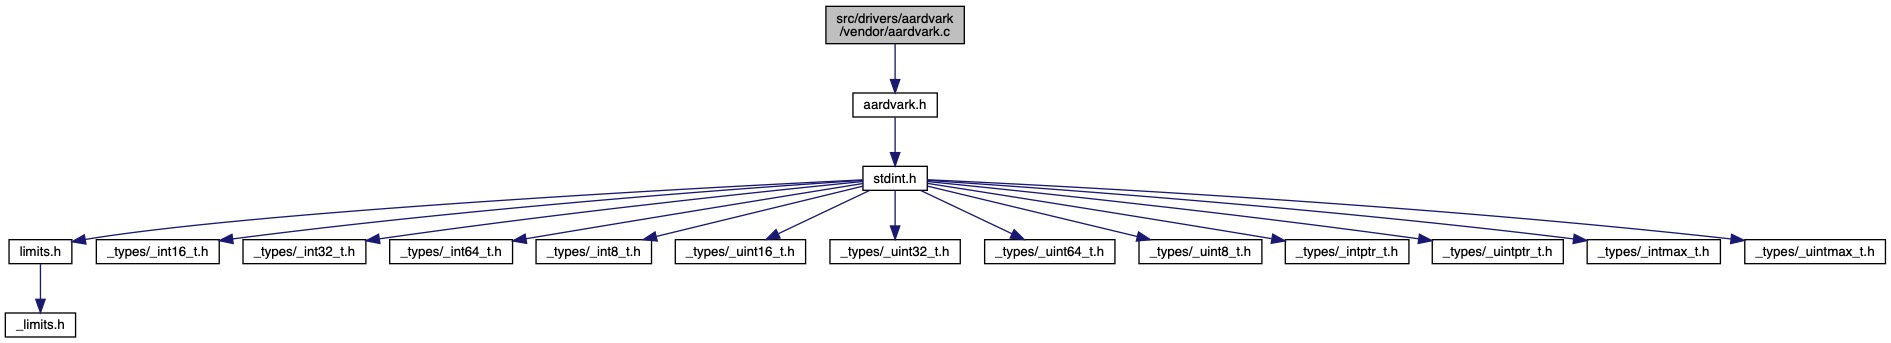 src/drivers/aardvark
/vendor/aardvark.c
aardvark.h
stdint.h
limits.h
_types/_int16_t.h
_types/_int32_t.h
_types/_int64_t.h
_types/_int8_t.h
_types/_uint16_t.h
_types/_uint32_t.h
_types/_uint64_t.h
_types/_uint8_t.h
_types/_intptr_t.h
_types/_uintptr_t.h
_types/_intmax_t.h
_types/_uintmax_t.h
_limits.h